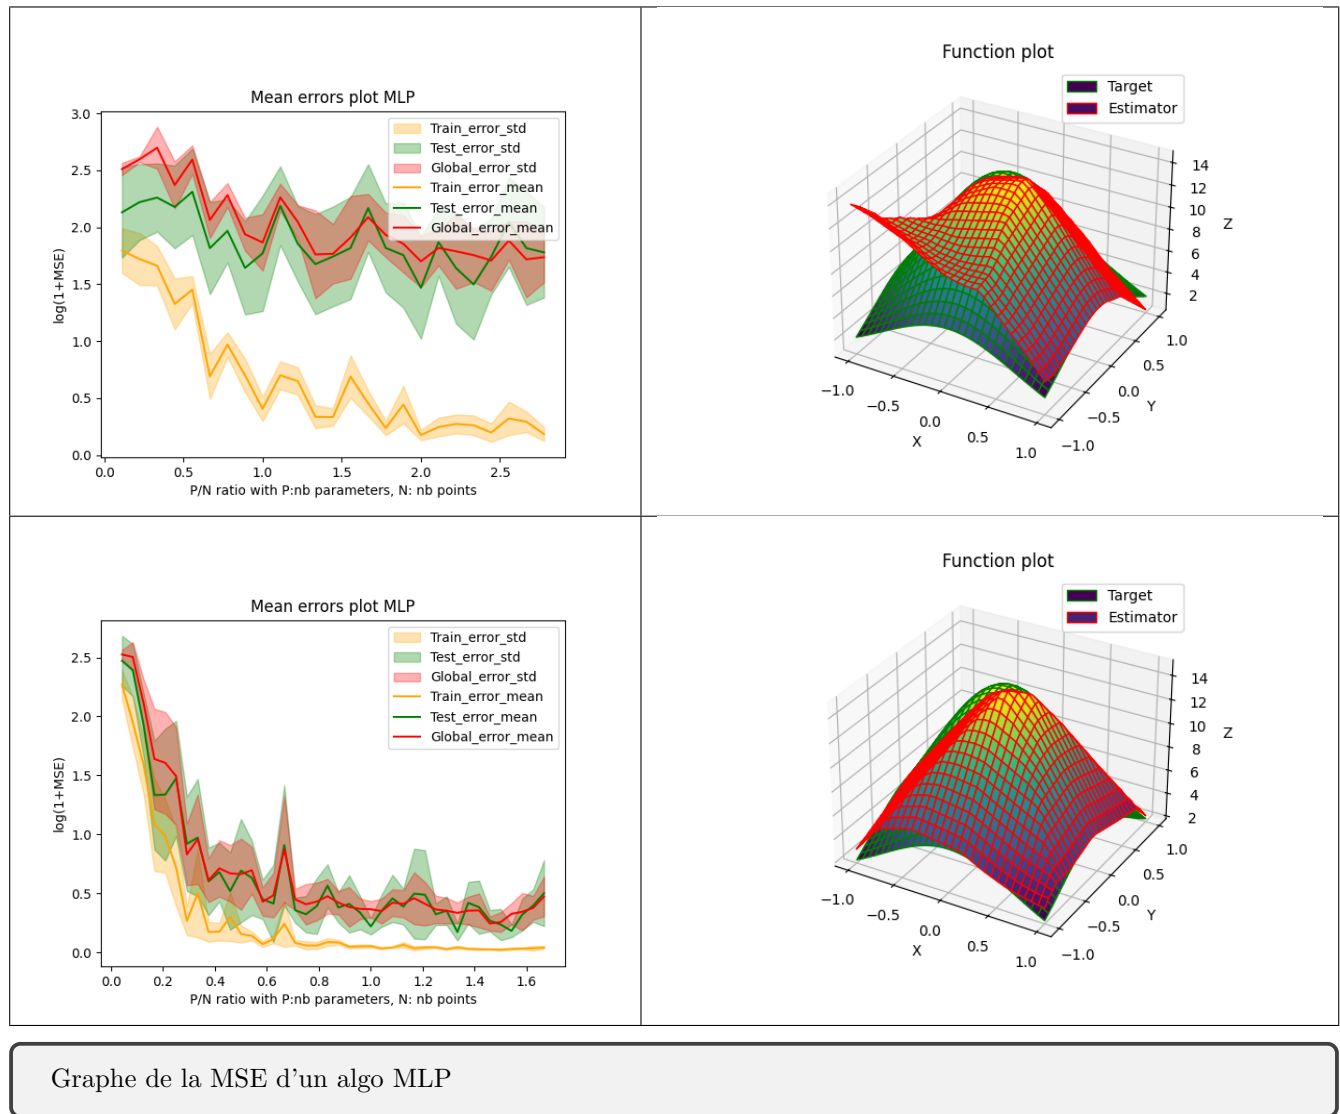 Mean errors plot MLP
3.0
2.5
2.0
1.5
1.0
0.5
0.0
log(1+MSE)
Train_error_std
Test_error_std
Global_error_std
Train_error_mean
Test_error_mean
Global_error_mean
0.0 0.5 1.0 1.5 2.0 2.5
P/N ratio with P:nb parameters, N: nb points
Function plot
Target
Estimator
14
12
10
8
6
4
2
Z
−1.0 −0.5 0.0 0.5 1.0
X
−1.0 −0.5 0.0 0.5 1.0
Y
Mean errors plot MLP
2.5
2.0
1.5
1.0
0.5
0.0
log(1+MSE)
Train_error_std
Test_error_std
Global_error_std
Train_error_mean
Test_error_mean
Global_error_mean
0.0 0.2 0.4 0.6 0.8 1.0 1.2 1.4 1.6
P/N ratio with P:nb parameters, N: nb points
Function plot
Target
Estimator
14
12
10
8
6
4
2
Z
−1.0 −0.5 0.0 0.5 1.0
X
−1.0 −0.5 0.0 0.5 1.0
Y
Graphe de la MSE d'un algo MLP